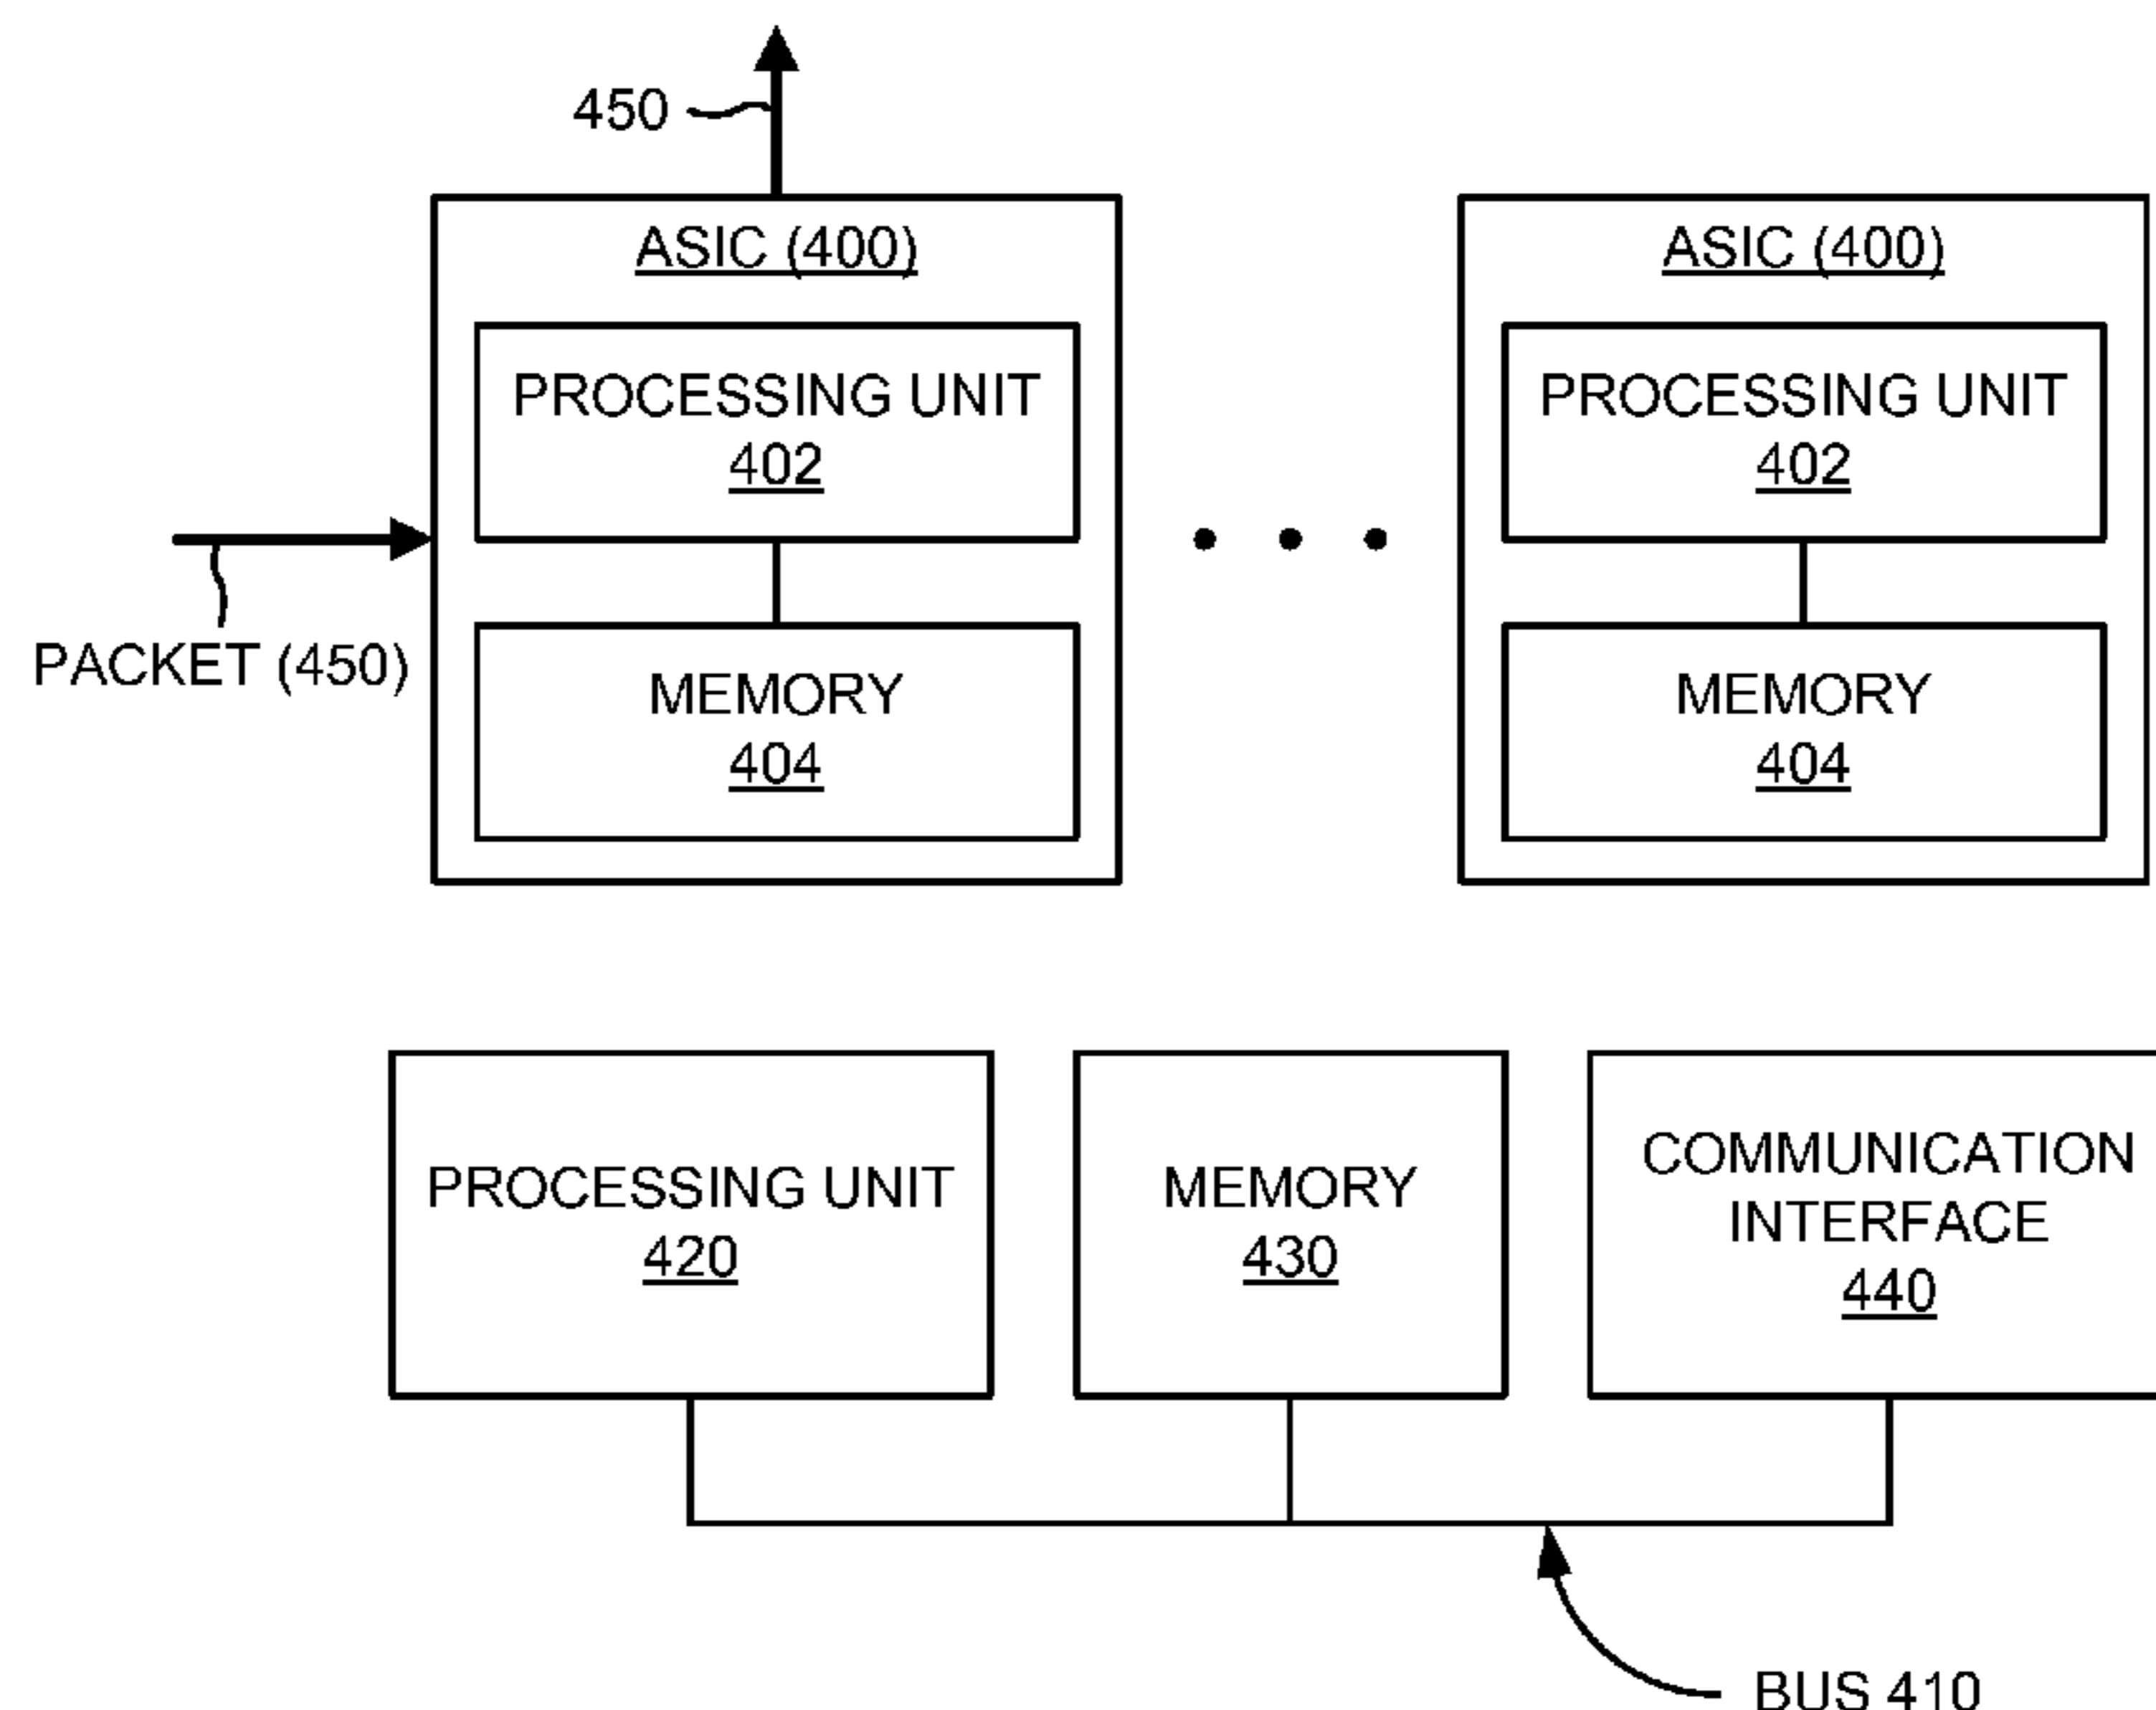 450
ASIC (400)
PROCESSING UNIT
402
MEMORY
404
PACKET (450)
ASIC (400)
PROCESSING UNIT
402
MEMORY
404
PROCESSING UNIT
420
MEMORY
430
COMMUNICATION
INTERFACE
440
BUS 410